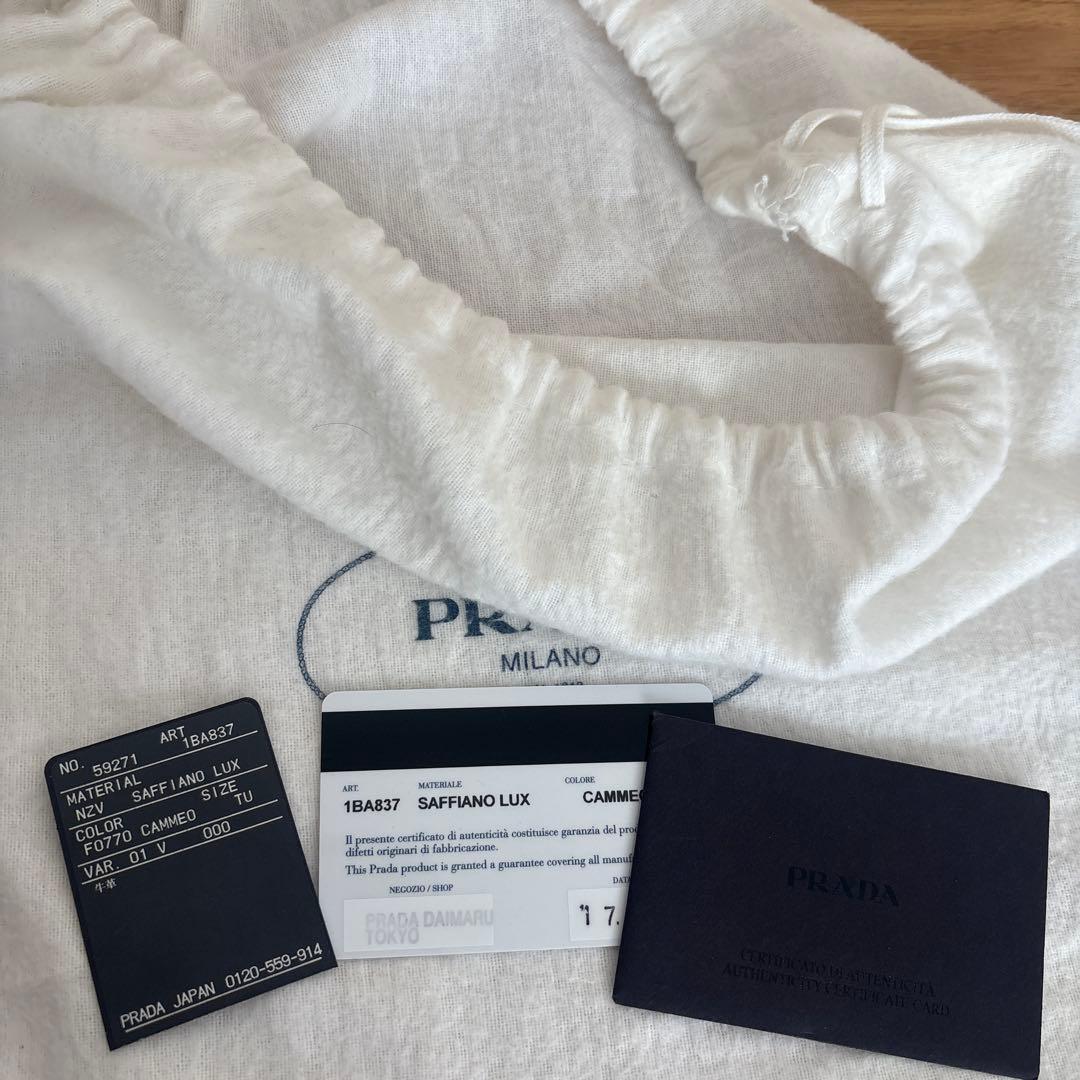 MILANO
NO. 59271 ART 1BA837
MATERIAL
NZV SAFFIANO LUX
COLOR SIZE
F0770 CAMMEO TU
VAR. 01 V 000
牛革
PRADA JAPAN 0120-559-914
ART. MATERIALE COLORE
1BA837 SAFFIANO LUX
Il presente certificato di autenticità costituisce garanzia del
difetti originari di fabbricazione.
This Prada product is granted a guarantee covering all
NEGOZIO / SHOP
PRADA DAIMARU
TOKYO
'17.
PRADA
CERTIFICATO DI AUTENTICITÀ
AUTHENTICITY CERTIFICATE CARD